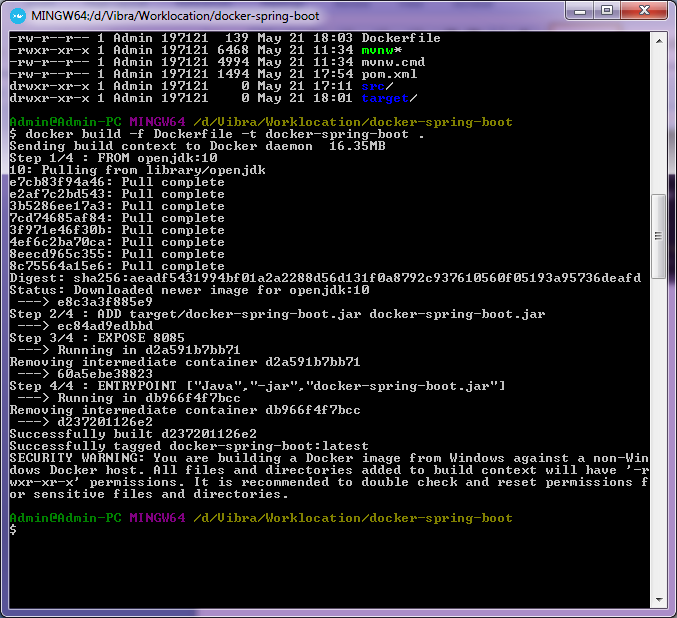 MINGW64:/d/Vibra/Worklocation/docker-spring-boot
-rw-r--r-- 1 Admin 197121  139 May 21 18:03 Dockerfile
-rwxr-xr-x 1 Admin 197121 6468 May 21 11:34 mvnw*
-rw-r--r-- 1 Admin 197121 4994 May 21 11:34 mvnw.cmd
-rw-r--r-- 1 Admin 197121 1494 May 21 17:54 pom.xml
drwxr-xr-x 1 Admin 197121    0 May 21 17:11 src/
drwxr-xr-x 1 Admin 197121    0 May 21 18:01 target/
Admin@Admin-PC MINGW64 /d/Vibra/Worklocation/docker-spring-boot
$ docker build -f Dockerfile -t docker-spring-boot .
Sending build context to Docker daemon  16.35MB
Step 1/4 : FROM openjdk:10
10: Pulling from library/openjdk
e7cb83f94a46: Pull complete
e2af7c2bd543: Pull complete
3b5286ee17a3: Pull complete
7cd74685af84: Pull complete
3f971e46f30b: Pull complete
4ef6c2ba70ca: Pull complete
8eecd965c355: Pull complete
8c75564a15e6: Pull complete
Digest: sha256:aeadf5431994bf01a2a2288d56d131f0a8792c937610560f05193a95736deafd
Status: Downloaded newer image for openjdk:10
 ---> e8c3a3f885e9
Step 2/4 : ADD target/docker-spring-boot.jar docker-spring-boot.jar
 ---> ec84ad9edbbd
Step 3/4 : EXPOSE 8085
 ---> Running in d2a591b7bb71
Removing intermediate container d2a591b7bb71
 ---> 60a5ebe38823
Step 4/4 : ENTRYPOINT ["Java","-jar","docker-spring-boot.jar"]
 ---> Running in db966f4f7bcc
Removing intermediate container db966f4f7bcc
 ---> d237201126e2
Successfully built d237201126e2
Successfully tagged docker-spring-boot:latest
SECURITY WARNING: You are building a Docker image from Windows against a non-Win
dows Docker host. All files and directories added to build context will have '-r
wxr-xr-x' permissions. It is recommended to double check and reset permissions f
or sensitive files and directories.
Admin@Admin-PC MINGW64 /d/Vibra/Worklocation/docker-spring-boot
$